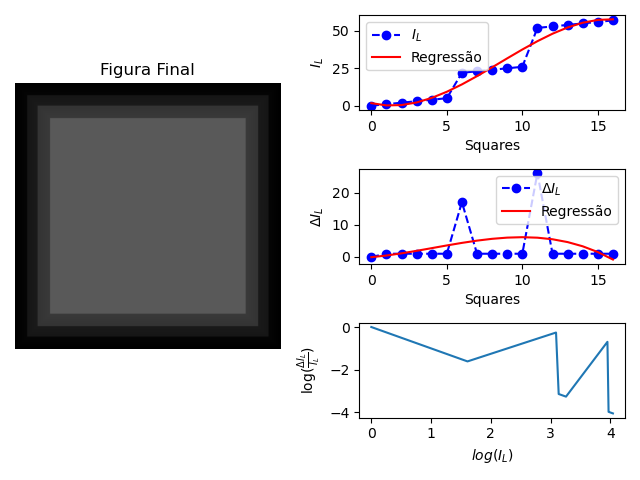 Figura Final
I_L
50
25
0
I_L
Regressão
0 5 10 15
Squares
ΔI_L
20
10
0
ΔI_L
Regressão
0 5 10 15
Squares
log(ΔI_L/I_L)
0
−2
−4
0 1 2 3 4
log(I_L)